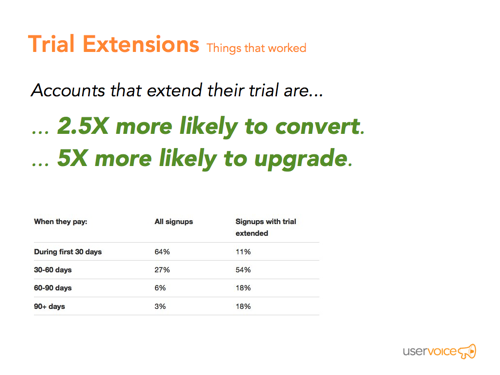 Trial Extensions Things that worked
Accounts that extend their trial are...
... 2.5X more likely to convert.
... 5X more likely to upgrade.
When they pay: All signups Signups with trial extended
During first 30 days 64% 11%
30-60 days 27% 54%
60-90 days 6% 18%
90+ days 3% 18%
uservoice